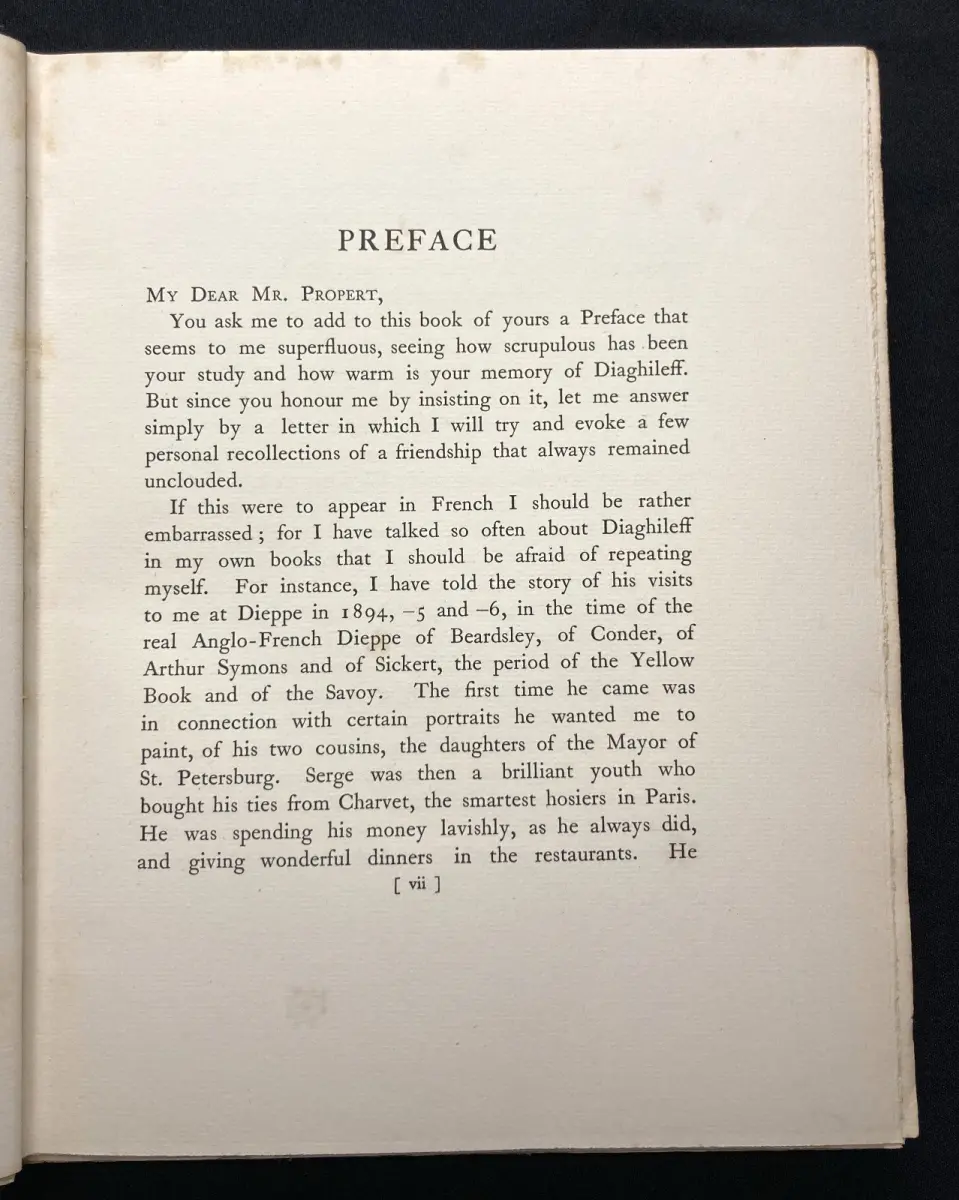 PREFACE
My Dear Mr. Propert,
You ask me to add to this book of yours a Preface that
seems to me superfluous, seeing how scrupulous has been
your study and how warm is your memory of Diaghileff.
But since you honour me by insisting on it, let me answer
simply by a letter in which I will try and evoke a few
personal recollections of a friendship that always remained
unclouded.
If this were to appear in French I should be rather
embarrassed ; for I have talked so often about Diaghileff
in my own books that I should be afraid of repeating
myself. For instance, I have told the story of his visits
to me at Dieppe in 1894, –5 and –6, in the time of the
real Anglo-French Dieppe of Beardsley, of Conder, of
Arthur Symons and of Sickert, the period of the Yellow
Book and of the Savoy. The first time he came was
in connection with certain portraits he wanted me to
paint, of his two cousins, the daughters of the Mayor of
St. Petersburg. Serge was then a brilliant youth who
bought his ties from Charvet, the smartest hosiers in Paris.
He was spending his money lavishly, as he always did,
and giving wonderful dinners in the restaurants. He
[ vii ]